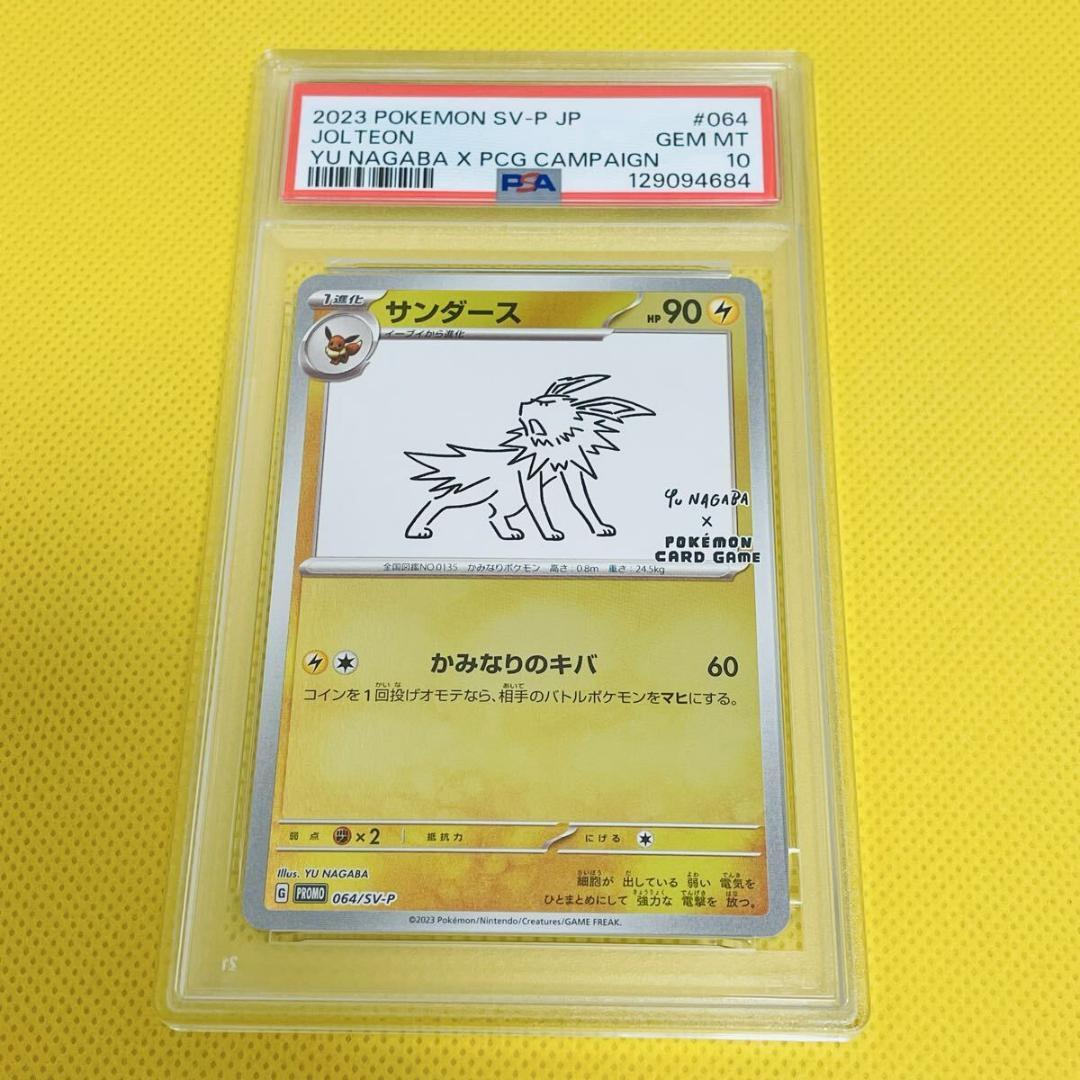 2023 POKEMON SV-P JP #064
JOLTEON GEM MT
YU NAGABA X PCG CAMPAIGN 10
PSA 129094684
1進化 サンダース HP 90
イーブイから進化
Yu NAGABA
×
POKÉMON
CARD GAME
全国図鑑NO 0135 かみなりポケモン 高さ:0.8m 重さ:24.5kg
かみなりのキバ 60
コインを1回投げオモテなら、相手のバトルポケモンをマヒにする。
弱点 ×2 抵抗力 にげる
Illus. YU NAGABA
細胞が 出している 弱い 電気を
ひとまとめにして 強力な 電撃を 放つ。
G PROMO 064/SV-P
©2023 Pokémon/Nintendo/Creatures/GAME FREAK.